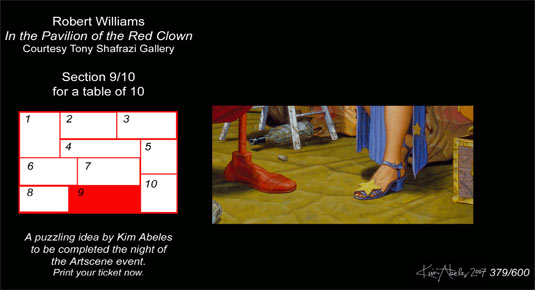 Robert Williams
In the Pavilion of the Red Clown
Courtesy Tony Shafrazi Gallery
Section 9/10
for a table of 10
1
2
3
4
5
6
7
8
9
10
A puzzling idea by Kim Abeles
to be completed the night of
the Artscene event.
Print your ticket now.
Kim Abeles 2007 379/600